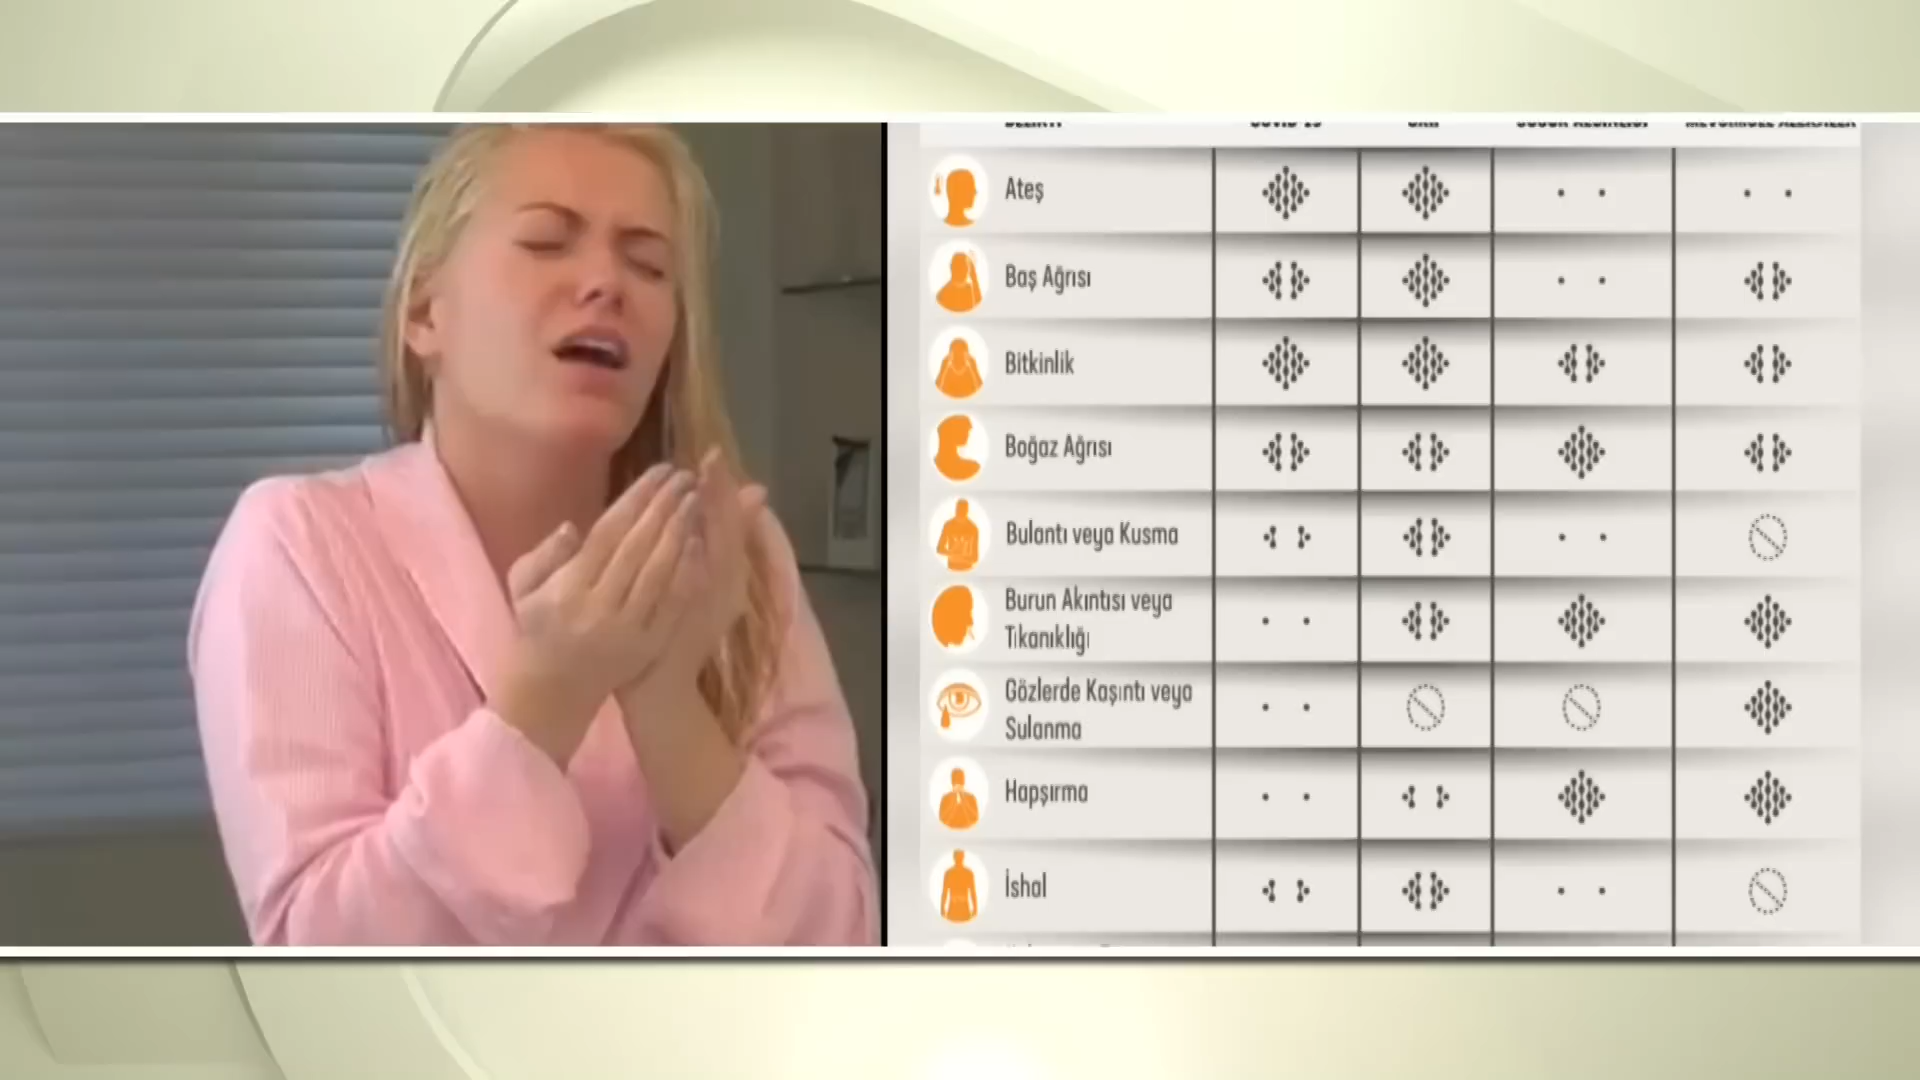 Ateş
Baş Ağrısı
Bitkinlik
Boğaz Ağrısı
Bulantı veya Kusma
Burun Akıntısı veya
Tıkanıklığı
Gözlerde Kaşıntı veya
Sulanma
Hapşırma
İshal